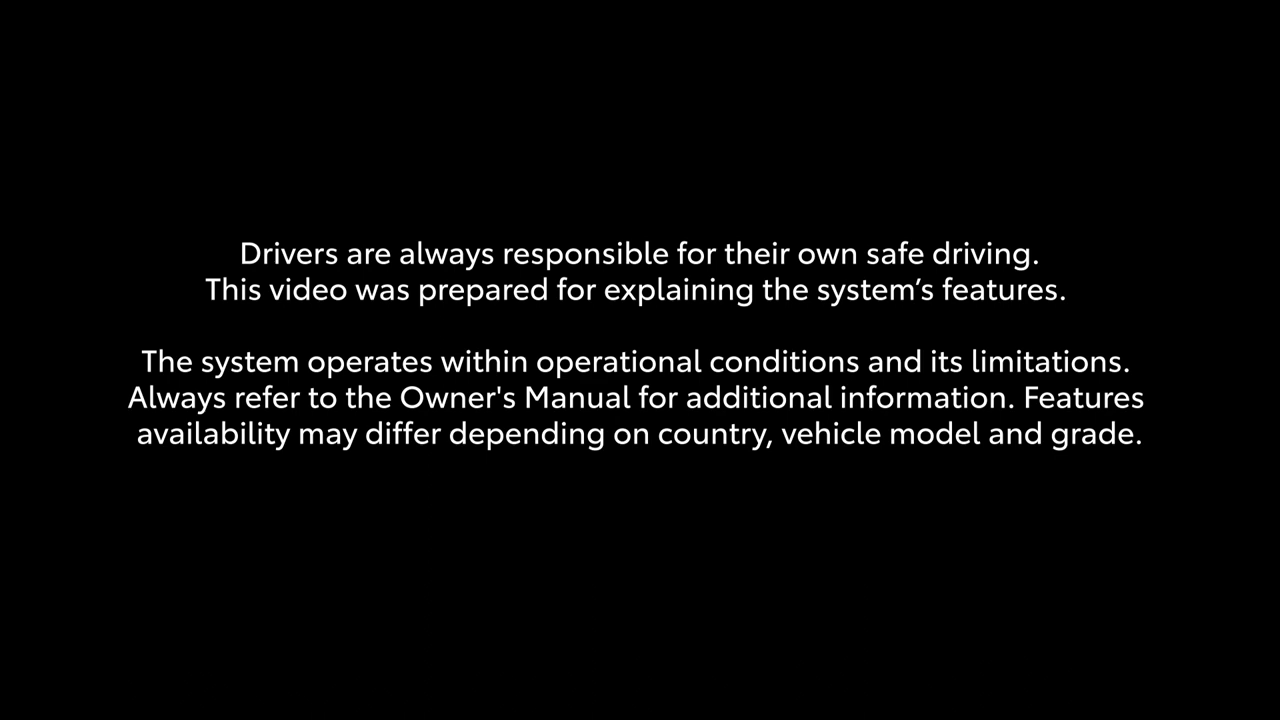 Drivers are always responsible for their own safe driving.
This video was prepared for explaining the system’s features.
The system operates within operational conditions and its limitations.
Always refer to the Owner's Manual for additional information. Features
availability may differ depending on country, vehicle model and grade.